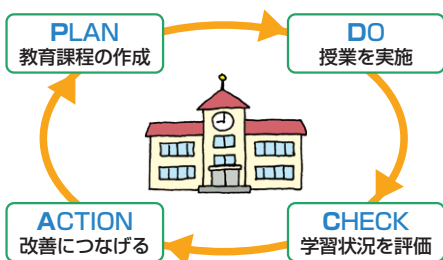 PLAN
教育課程の作成
DO
授業を実施
CHECK
学習状況を評価
ACTION
改善につなげる